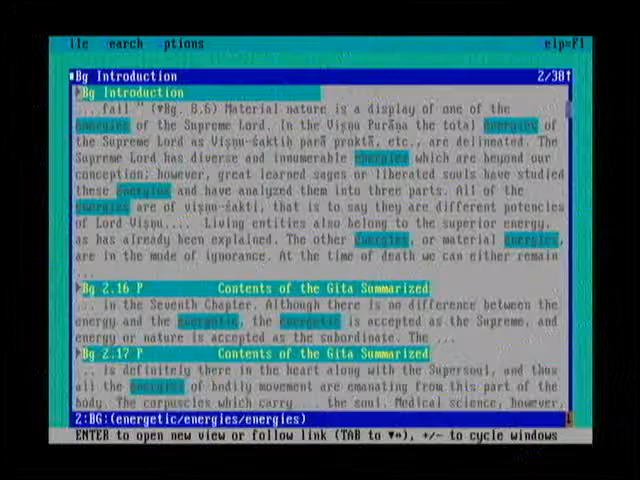 ile earch ptions elp=F1
Bg Introduction 2/30↑
Bg Introduction
...fail " (▼Bg. 8.6) Material nature is a display of one of the
energies of the Supreme Lord. In the Viṣṇu Purāṇa the total energies of
the Supreme Lord as Viṣṇu-śaktiḥ parā proktā, etc., are delineated. The
Supreme Lord has diverse and innumerable energies which are beyond our
conception; however, great learned sages or liberated souls have studied
these energies and have analyzed them into three parts. All of the
energies are of viṣṇu-śakti, that is to say they are different potencies
of Lord Viṣṇu.... Living entities also belong to the superior energy,
as has already been explained. The other energies, or material energies,
are in the mode of ignorance. At the time of death we can either remain
...
Bg 2.16 P Contents of the Gita Summarized
... in the Seventh Chapter. Although there is no difference between the
energy and the energetic, the energetic is accepted as the Supreme, and
energy or nature is accepted as the subordinate. The ...
Bg 2.17 P Contents of the Gita Summarized
... is definitely there in the heart along with the Supersoul, and thus
all the energies of bodily movement are emanating from this part of the
body. The corpuscles which carry ... the soul. Medical science, however,
2:BG:(energetic/energies/energies)
ENTER to open new view or follow link (TAB to ▼↔), +/- to cycle windows